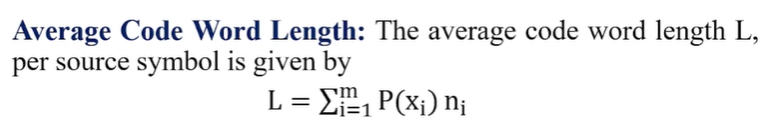 Average Code Word Length: The average code word length L,
per source symbol is given by
L = ∑ᵢ₌₁ᵐ P(xᵢ) nᵢ